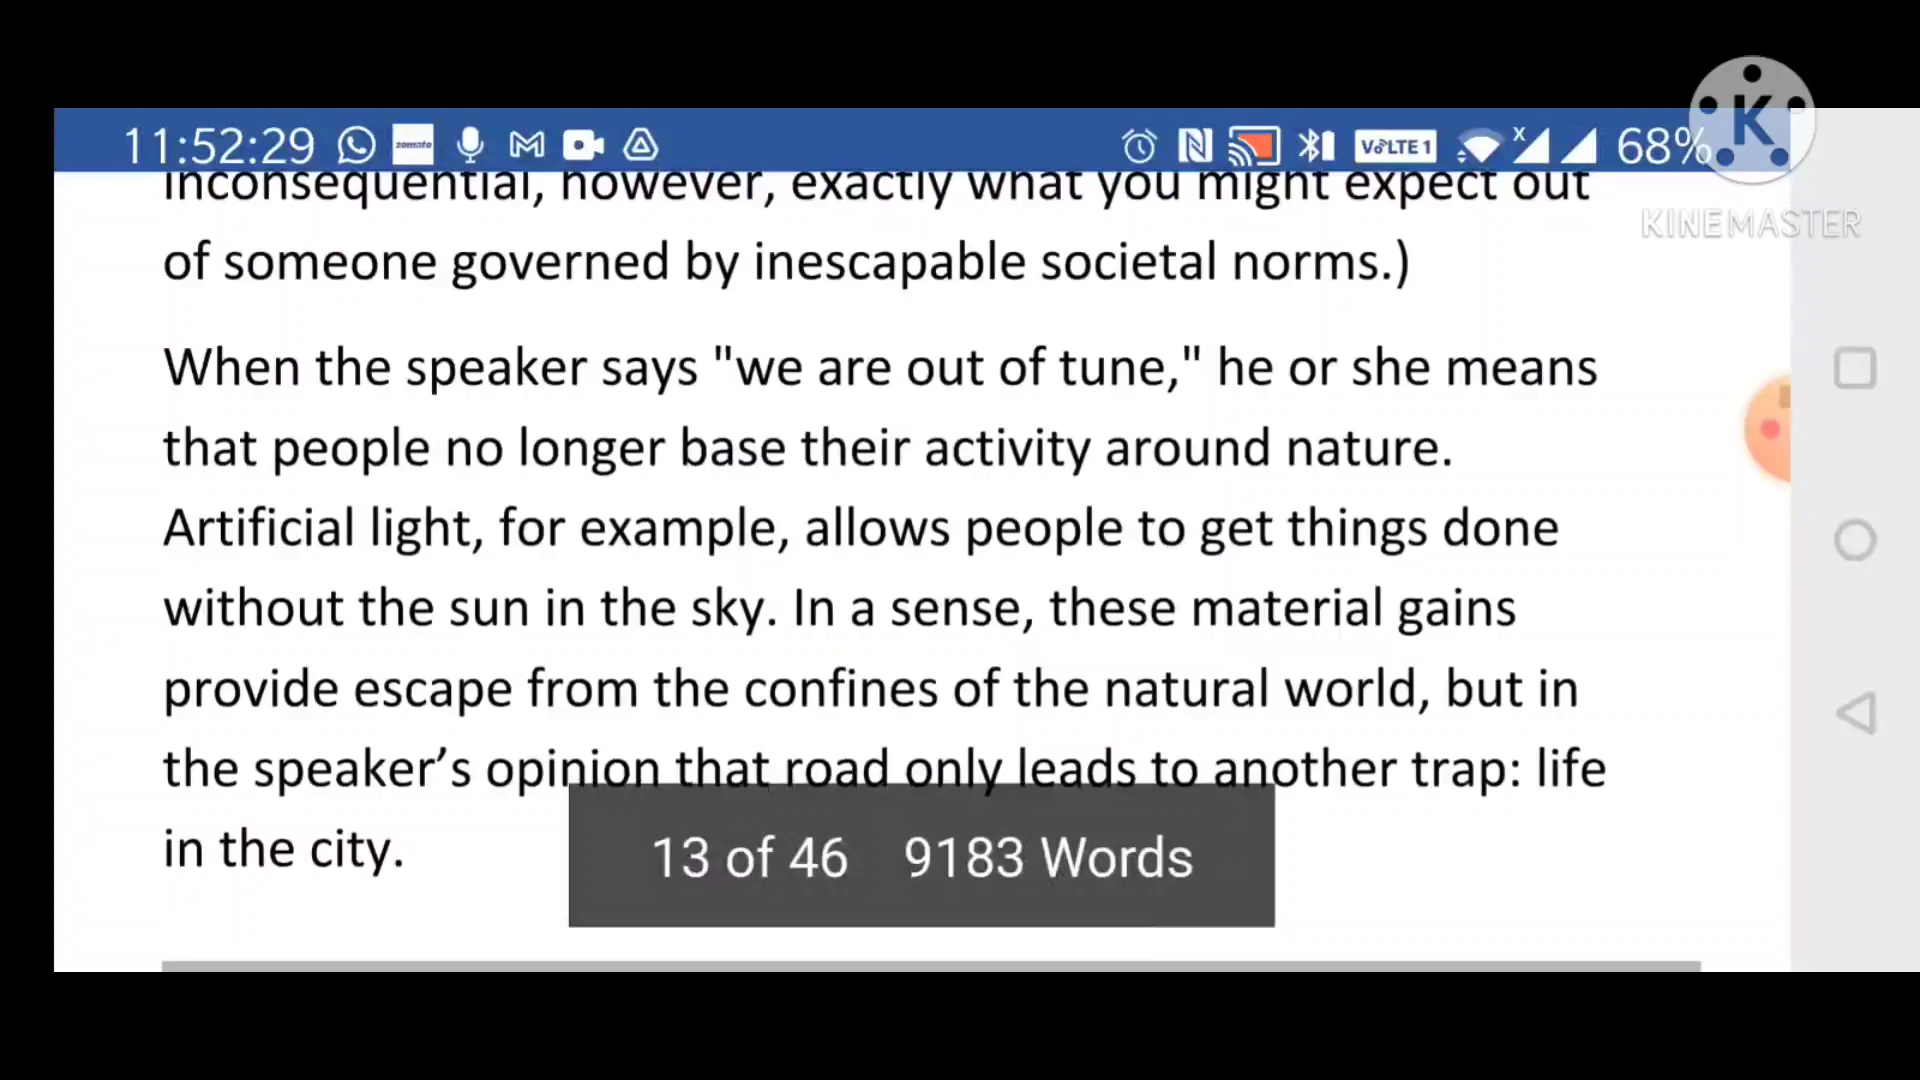 11:52:29 zomato VoLTE 1 x 68%
K
KINEMASTER
inconsequential, however, exactly what you might expect out
of someone governed by inescapable societal norms.)
When the speaker says "we are out of tune," he or she means
that people no longer base their activity around nature.
Artificial light, for example, allows people to get things done
without the sun in the sky. In a sense, these material gains
provide escape from the confines of the natural world, but in
the speaker’s opinion that road only leads to another trap: life
in the city.
13 of 46 9183 Words